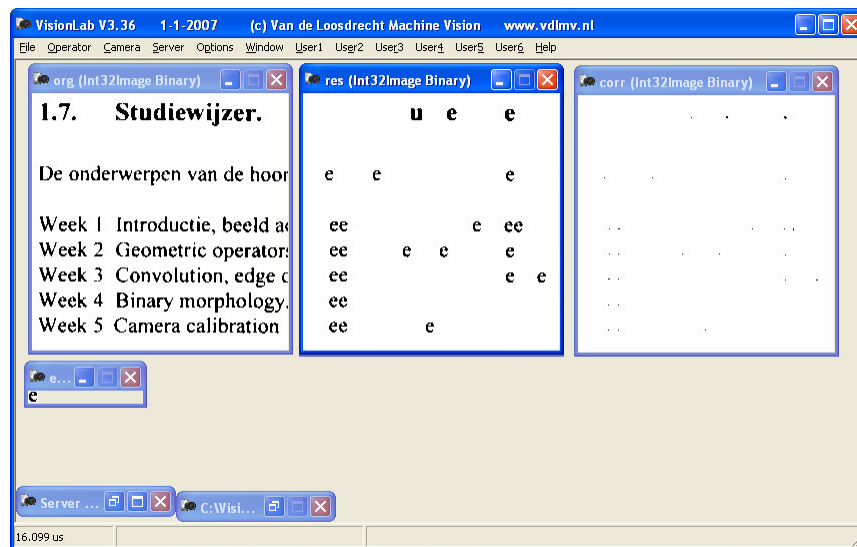 VisionLab V3.36 1-1-2007 (c) Van de Loosdrecht Machine Vision www.vdlmv.nl
File Operator Camera Server Options Window User1 User2 User3 User4 User5 User6 Help
org (Int32Image Binary)
1.7. Studiewijzer.
De onderwerpen van de hoor
Week 1 Introductie, beeld ac
Week 2 Geometric operators
Week 3 Convolution, edge d
Week 4 Binary morphology.
Week 5 Camera calibration
res (Int32Image Binary)
u e e
e e e
ee e ee
ee e e e
ee e e
ee
ee e
corr (Int32Image Binary)
e...
e
Server ...
C:\Visi...
16.099 us